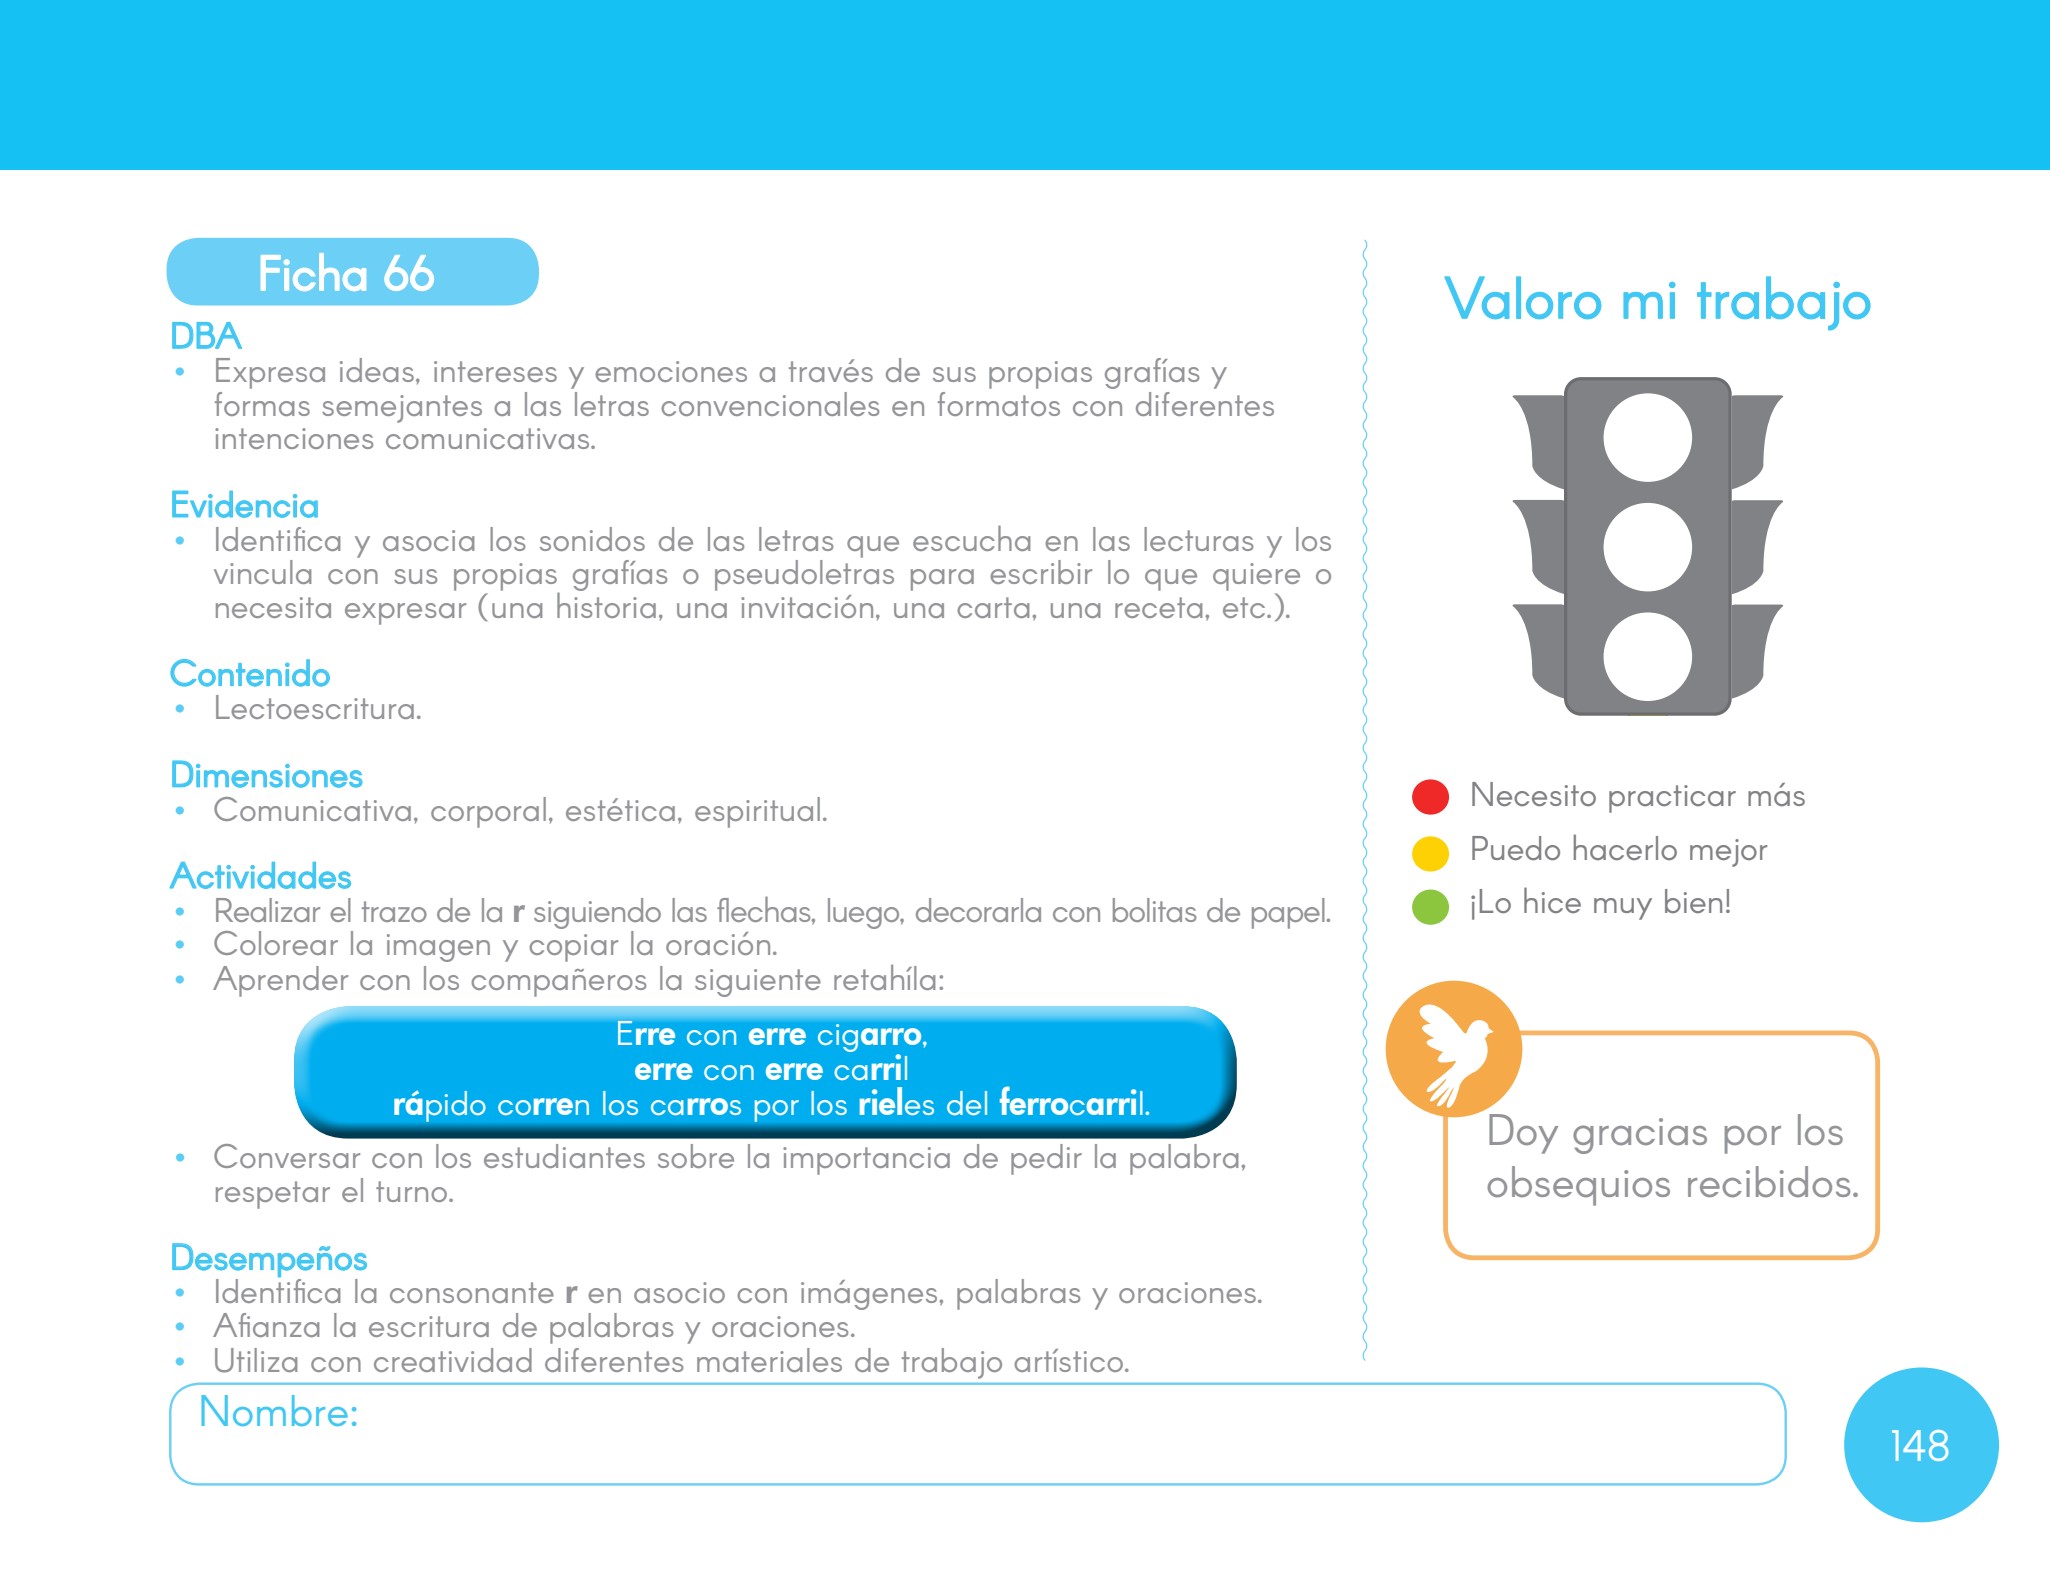 Ficha 66
DBA
• Expresa ideas, intereses y emociones a través de sus propias grafías y
formas semejantes a las letras convencionales en formatos con diferentes
intenciones comunicativas.
Evidencia
• Identifica y asocia los sonidos de las letras que escucha en las lecturas y los
vincula con sus propias grafías o pseudoletras para escribir lo que quiere o
necesita expresar (una historia, una invitación, una carta, una receta, etc.).
Contenido
• Lectoescritura.
Dimensiones
• Comunicativa, corporal, estética, espiritual.
Actividades
• Realizar el trazo de la r siguiendo las flechas, luego, decorarla con bolitas de papel.
• Colorear la imagen y copiar la oración.
• Aprender con los compañeros la siguiente retahíla:
Erre con erre cigarro,
erre con erre carril
rápido corren los carros por los rieles del ferrocarril.
• Conversar con los estudiantes sobre la importancia de pedir la palabra,
respetar el turno.
Desempeños
• Identifica la consonante r en asocio con imágenes, palabras y oraciones.
• Afianza la escritura de palabras y oraciones.
• Utiliza con creatividad diferentes materiales de trabajo artístico.
Nombre:
Valoro mi trabajo
Necesito practicar más
Puedo hacerlo mejor
¡Lo hice muy bien!
Doy gracias por los
obsequios recibidos.
148